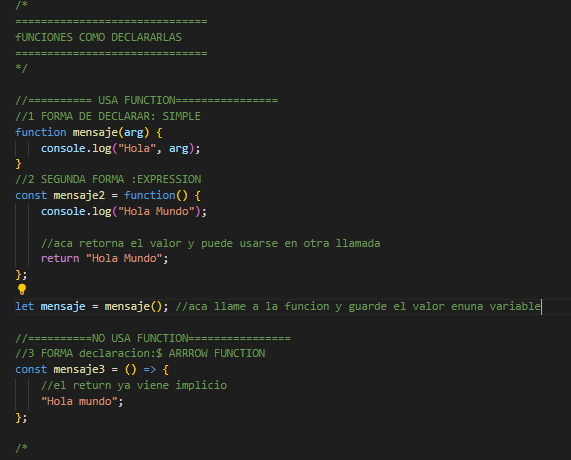 /*
==============================
fUNCIONES COMO DECLARARLAS
==============================
*/
//========== USA FUNCTION================
//1 FORMA DE DECLARAR: SIMPLE
function mensaje(arg) {
console.log("Hola", arg);
}
//2 SEGUNDA FORMA :EXPRESSION
const mensaje2 = function() {
console.log("Hola Mundo");
//aca retorna el valor y puede usarse en otra llamada
return "Hola Mundo";
};
let mensaje = mensaje(); //aca llame a la funcion y guarde el valor enuna variable
//==========NO USA FUNCTION================
//3 FORMA declaracion:$ ARRROW FUNCTION
const mensaje3 = () => {
//el return ya viene implicio
"Hola mundo";
};
/*